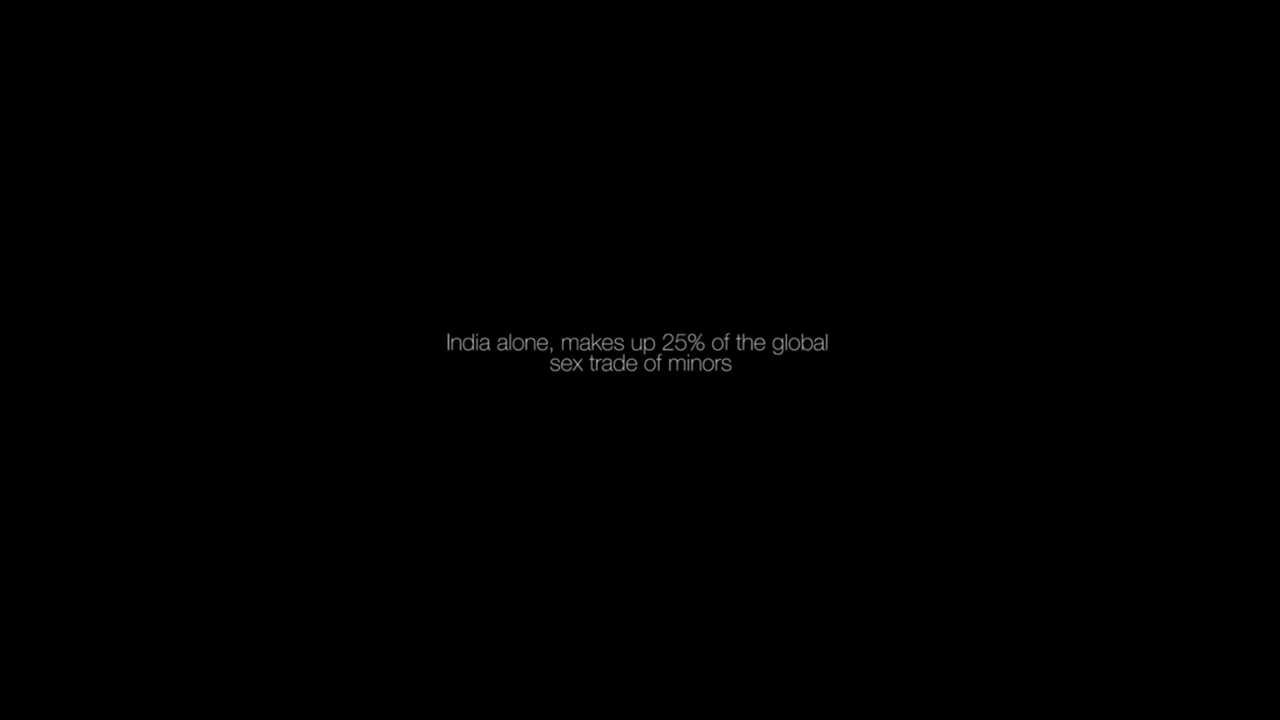 India alone, makes up 25% of the global
sex trade of minors